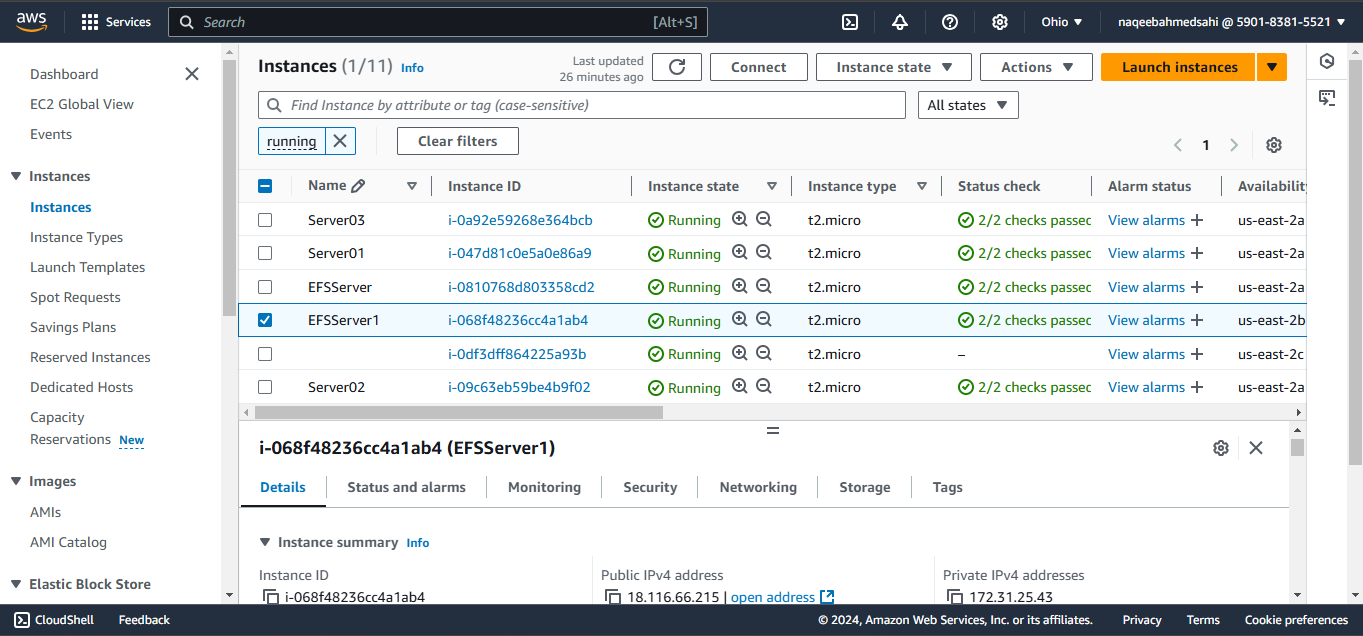 aws
Services
Search
[Alt+S]
Ohio
naqeebahmedsahi @ 5901-8381-5521
Dashboard
EC2 Global View
Events
Instances
Instances
Instance Types
Launch Templates
Spot Requests
Savings Plans
Reserved Instances
Dedicated Hosts
Capacity
Reservations New
Images
AMIs
AMI Catalog
Elastic Block Store
Instances (1/11) Info
Last updated
26 minutes ago
Connect
Instance state
Actions
Launch instances
Find Instance by attribute or tag (case-sensitive)
All states
running
Clear filters
1
Name Instance ID Instance state Instance type Status check Alarm status Availability
Server03 i-0a92e59268e364bcb Running t2.micro 2/2 checks passec View alarms + us-east-2a
Server01 i-047d81c0e5a0e86a9 Running t2.micro 2/2 checks passec View alarms + us-east-2a
EFSServer i-0810768d803358cd2 Running t2.micro 2/2 checks passec View alarms + us-east-2a
EFSServer1 i-068f48236cc4a1ab4 Running t2.micro 2/2 checks passec View alarms + us-east-2b
i-0df3dff864225a93b Running t2.micro – View alarms + us-east-2c
Server02 i-09c63eb59be4b9f02 Running t2.micro 2/2 checks passec View alarms + us-east-2a
i-068f48236cc4a1ab4 (EFSServer1)
Details Status and alarms Monitoring Security Networking Storage Tags
Instance summary Info
Instance ID
i-068f48236cc4a1ab4
Public IPv4 address
18.116.66.215 | open address
Private IPv4 addresses
172.31.25.43
CloudShell Feedback © 2024, Amazon Web Services, Inc. or its affiliates. Privacy Terms Cookie preferences